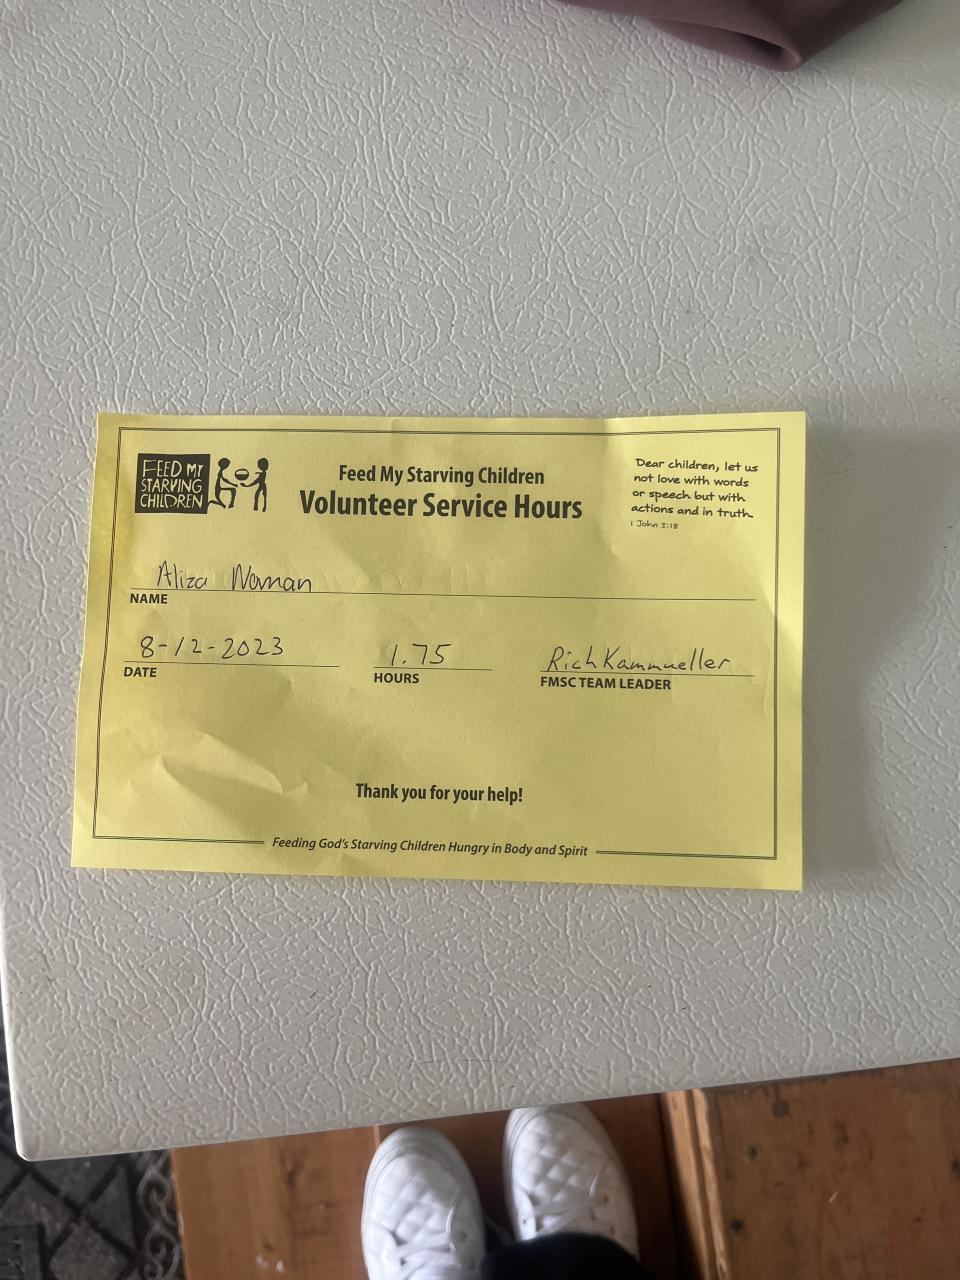 FEED MY
STARVING
CHILDREN
Feed My Starving Children
Volunteer Service Hours
Dear children, let us
not love with words
or speech but with
actions and in truth.
1 John 3:18
Aliza
NAME
8-12-2023
DATE
1.75
HOURS
Rich Kammueller
FMSC TEAM LEADER
Thank you for your help!
Feeding God's Starving Children Hungry in Body and Spirit